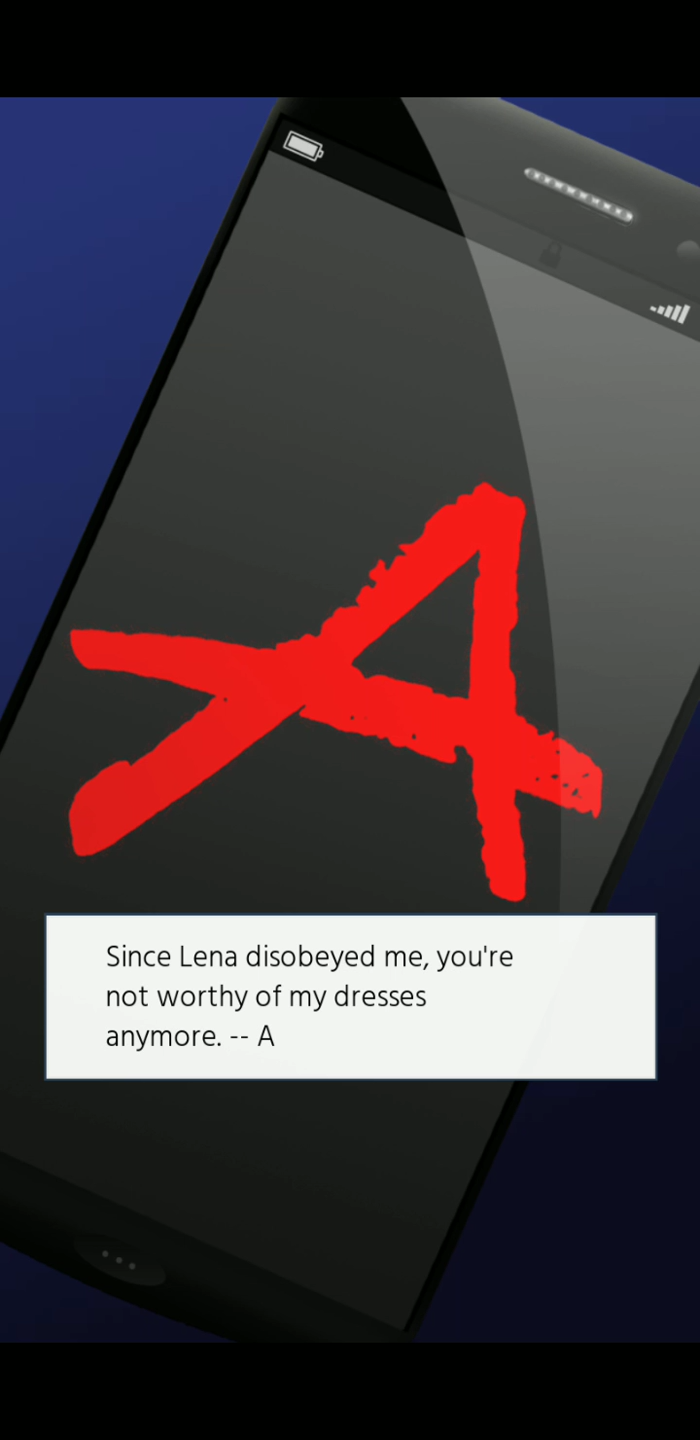 A
Since Lena disobeyed me, you're
not worthy of my dresses
anymore. -- A